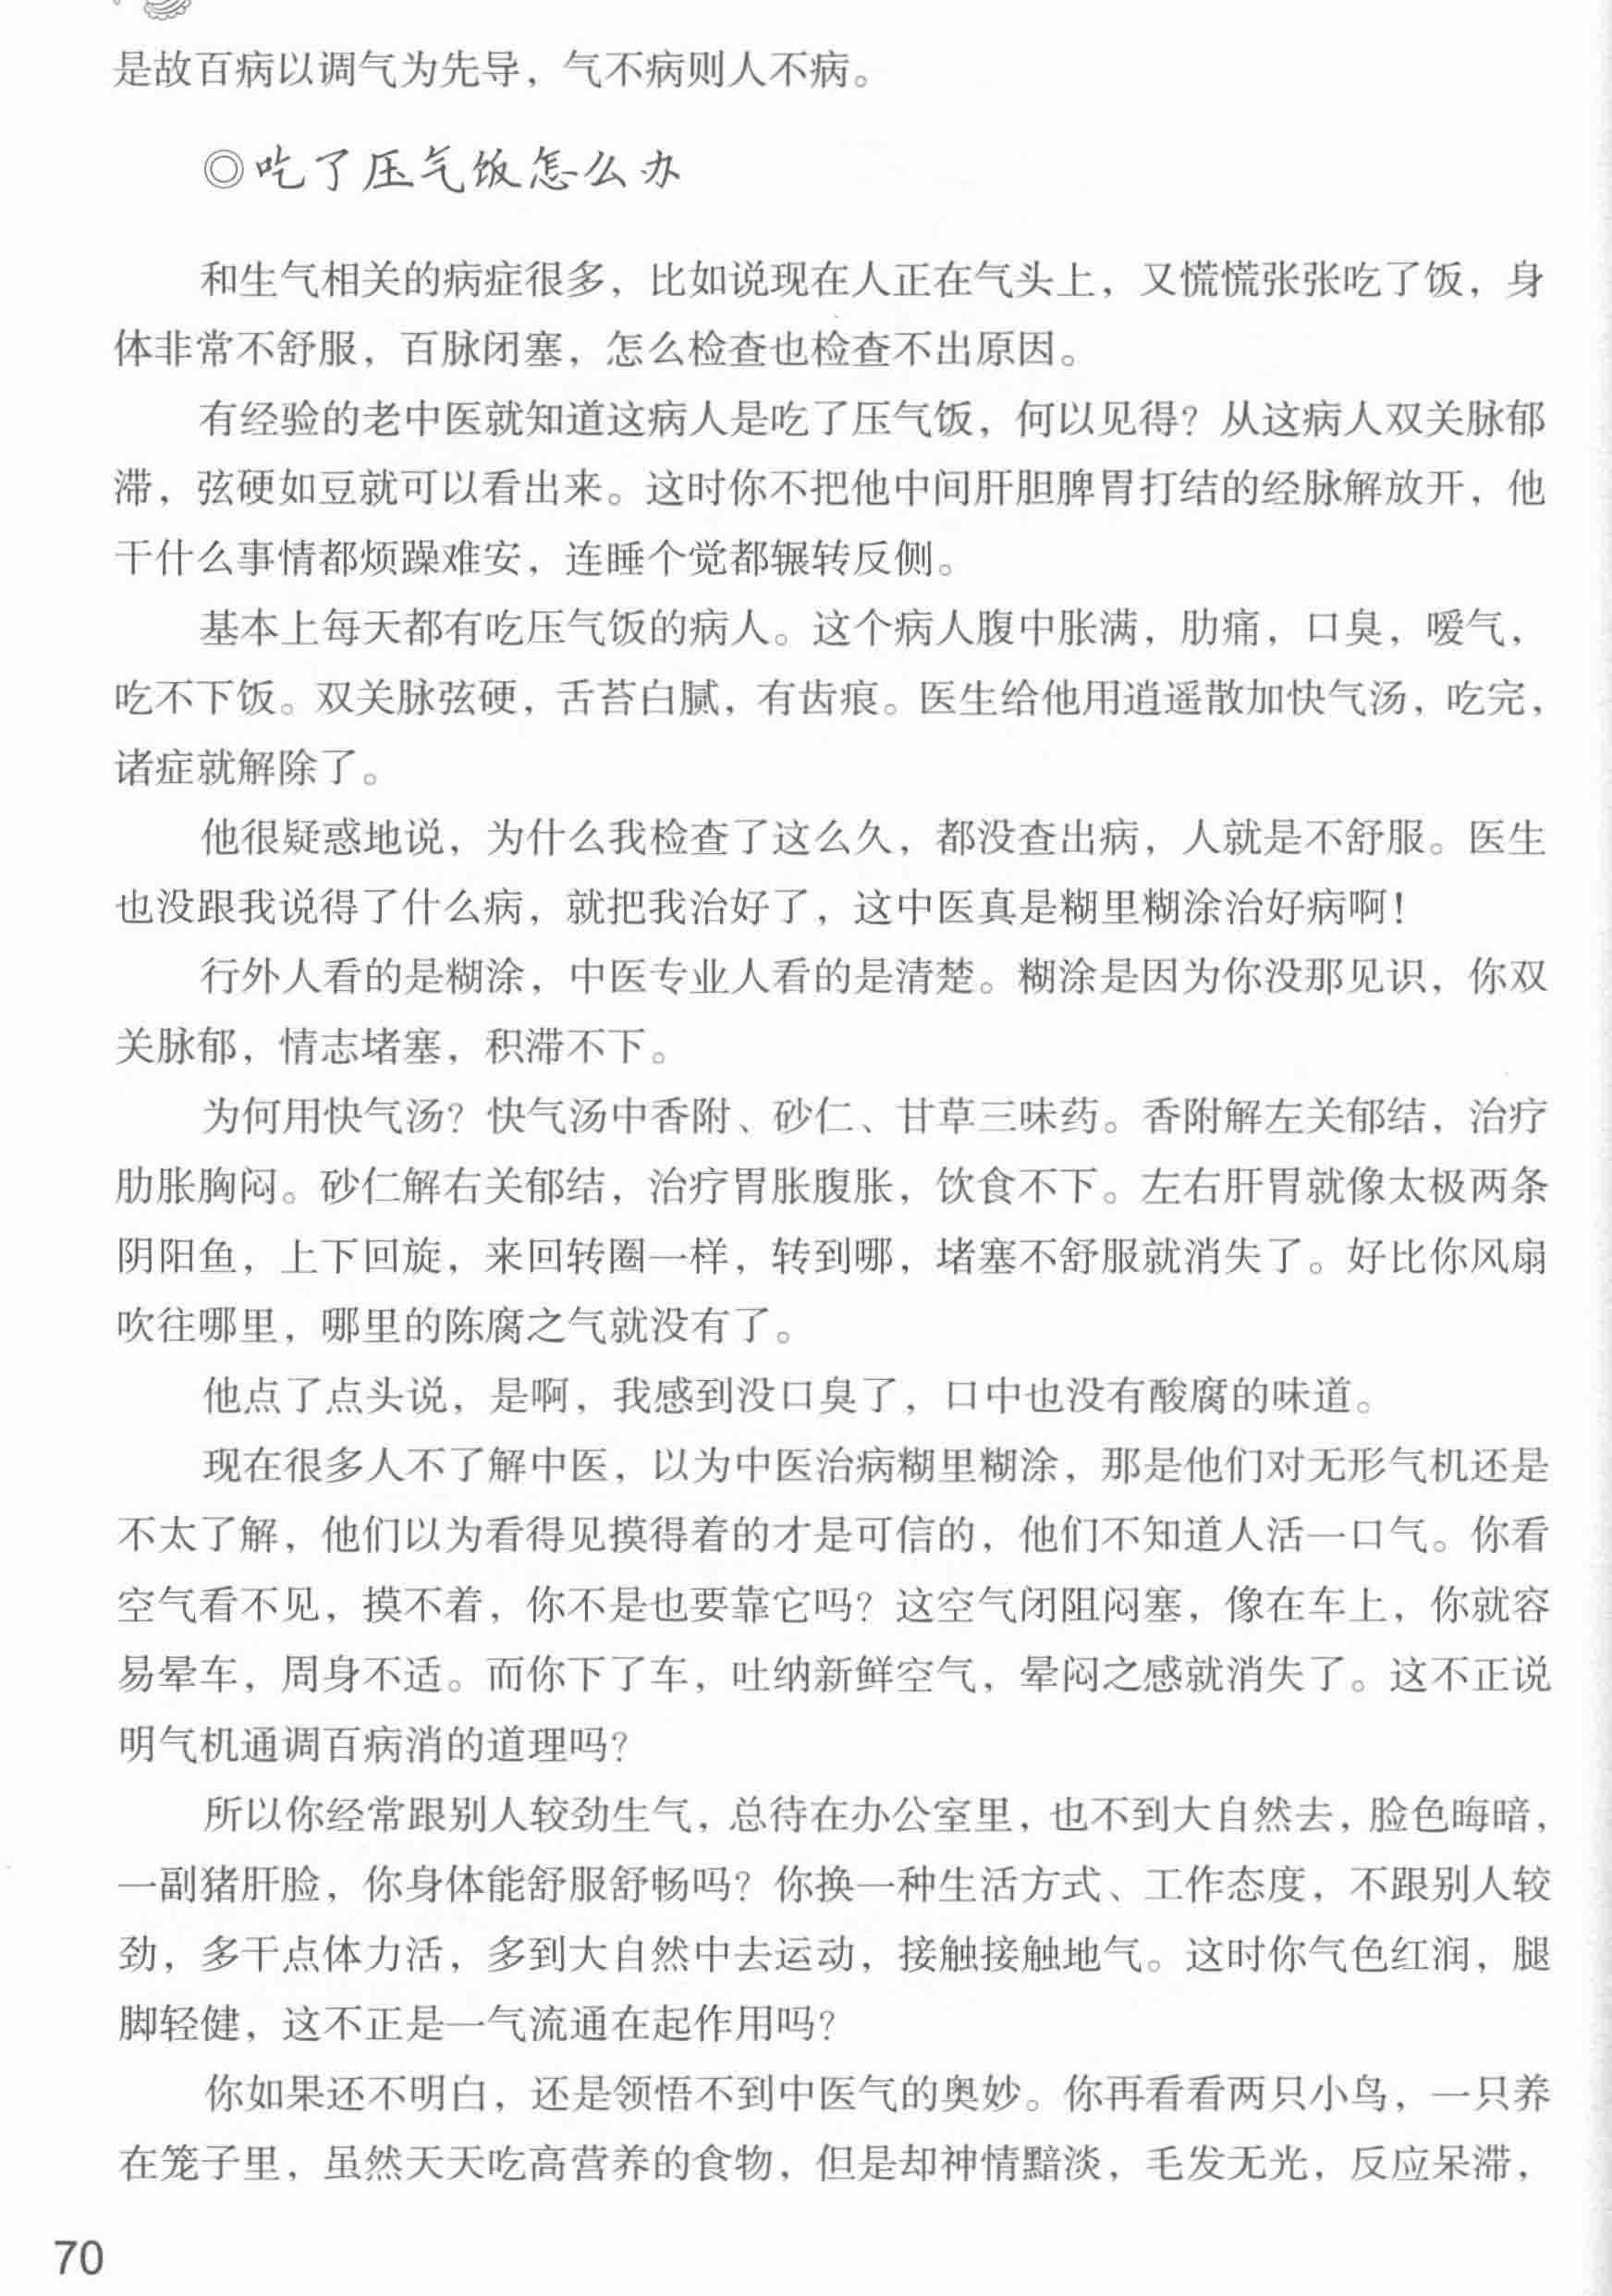 是故百病以调气为先导，气不病则人不病。
◎吃了压气饭怎么办
和生气相关的病症很多，比如说现在人正在气头上，又慌慌张张吃了饭，身
体非常不舒服，百脉闭塞，怎么检查也检查不出原因。
有经验的老中医就知道这病人是吃了压气饭，何以见得？从这病人双关脉郁
滞，弦硬如豆就可以看出来。这时你不把他中间肝胆脾胃打结的经脉解放开，他
干什么事情都烦躁难安，连睡个觉都辗转反侧。
基本上每天都有吃压气饭的病人。这个病人腹中胀满，肋痛，口臭，嗳气，
吃不下饭。双关脉弦硬，舌苔白腻，有齿痕。医生给他用逍遥散加快气汤，吃完，
诸症就解除了。
他很疑惑地说，为什么我检查了这么久，都没查出病，人就是不舒服。医生
也没跟我说得了什么病，就把我治好了，这中医真是糊里糊涂治好病啊！
行外人看的是糊涂，中医专业人看的是清楚。糊涂是因为你没那见识，你双
关脉郁，情志堵塞，积滞不下。
为何用快气汤？快气汤中香附、砂仁、甘草三味药。香附解左关郁结，治疗
肋胀胸闷。砂仁解右关郁结，治疗胃胀腹胀，饮食不下。左右肝胃就像太极两条
阴阳鱼，上下回旋，来回转圈一样，转到哪，堵塞不舒服就消失了。好比你风扇
吹往哪里，哪里的陈腐之气就没有了。
他点了点头说，是啊，我感到没口臭了，口中也没有酸腐的味道。
现在很多人不了解中医，以为中医治病糊里糊涂，那是他们对无形气机还是
不太了解，他们以为看得见摸得着的才是可信的，他们不知道人活一口气。你看
空气看不见，摸不着，你不是也要靠它吗？这空气闭阻闷塞，像在车上，你就容
易晕车，周身不适。而你下了车，吐纳新鲜空气，晕闷之感就消失了。这不正说
明气机通调百病消的道理吗？
所以你经常跟别人较劲生气，总待在办公室里，也不到大自然去，脸色晦暗，
一副猪肝脸，你身体能舒服舒畅吗？你换一种生活方式、工作态度，不跟别人较
劲，多干点体力活，多到大自然中去运动，接触接触地气。这时你气色红润，腿
脚轻健，这不正是一气流通在起作用吗？
你如果还不明白，还是领悟不到中医气的奥妙。你再看看两只小鸟，一只养
在笼子里，虽然天天吃高营养的食物，但是却神情黯淡，毛发无光，反应呆滞，
70